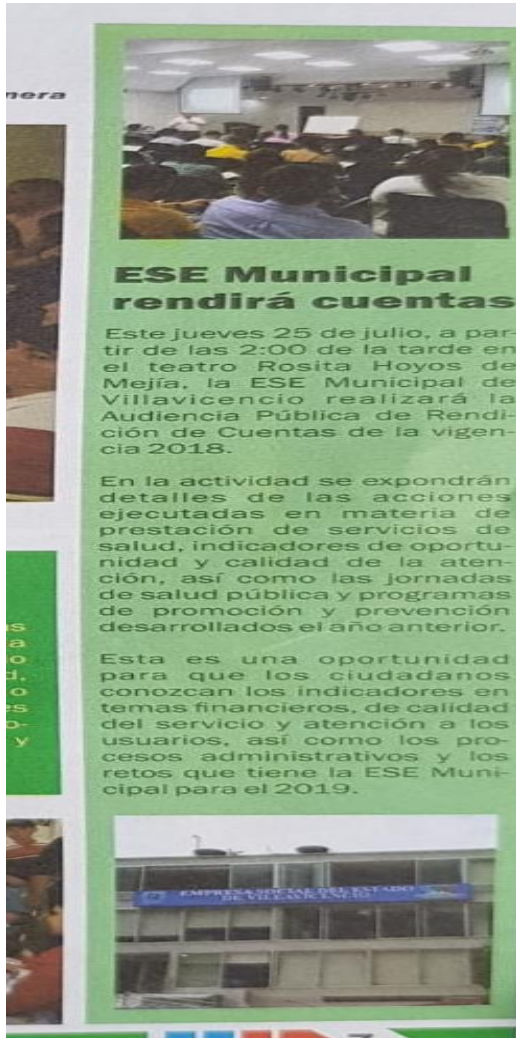 nera
ESE Municipal
rendirá cuentas
Este jueves 25 de julio, a par-
tir de las 2:00 de la tarde en
el teatro Rosita Hoyos de
Mejía, la ESE Municipal de
Villavicencio realizará la
Audiencia Pública de Rendi-
ción de Cuentas de la vigen-
cia 2018.
En la actividad se expondrán
detalles de las acciones
ejecutadas en materia de
prestación de servicios de
salud, indicadores de oportu-
nidad y calidad de la aten-
ción, así como las jornadas
de salud pública y programas
de promoción y prevención
desarrollados el año anterior.
Esta es una oportunidad
para que los ciudadanos
conozcan los indicadores en
temas financieros, de calidad
del servicio y atención a los
usuarios, así como los pro-
cesos administrativos y los
retos que tiene la ESE Muni-
cipal para el 2019.
EMPRESA SOCIAL DEL ESTADO
DE VILLAVICENCIO